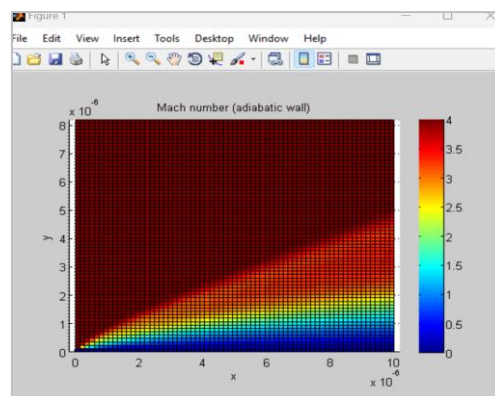 Figure 1
File Edit View Insert Tools Desktop Window Help
x 10^-6
Mach number (adiabatic wall)
8
7
6
5
4
3
2
1
0
y
0 2 4 6 8 10
x
x 10^-6
4
3.5
3
2.5
2
1.5
1
0.5
0